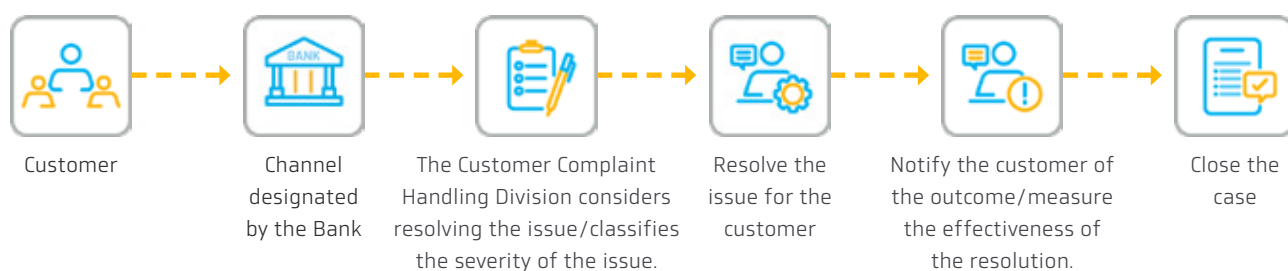 BANK
Customer
Channel
designated
by the Bank
The Customer Complaint
Handling Division considers
resolving the issue/classifies
the severity of the issue.
Resolve the
issue for the
customer
Notify the customer of
the outcome/measure
the effectiveness of
the resolution.
Close the
case